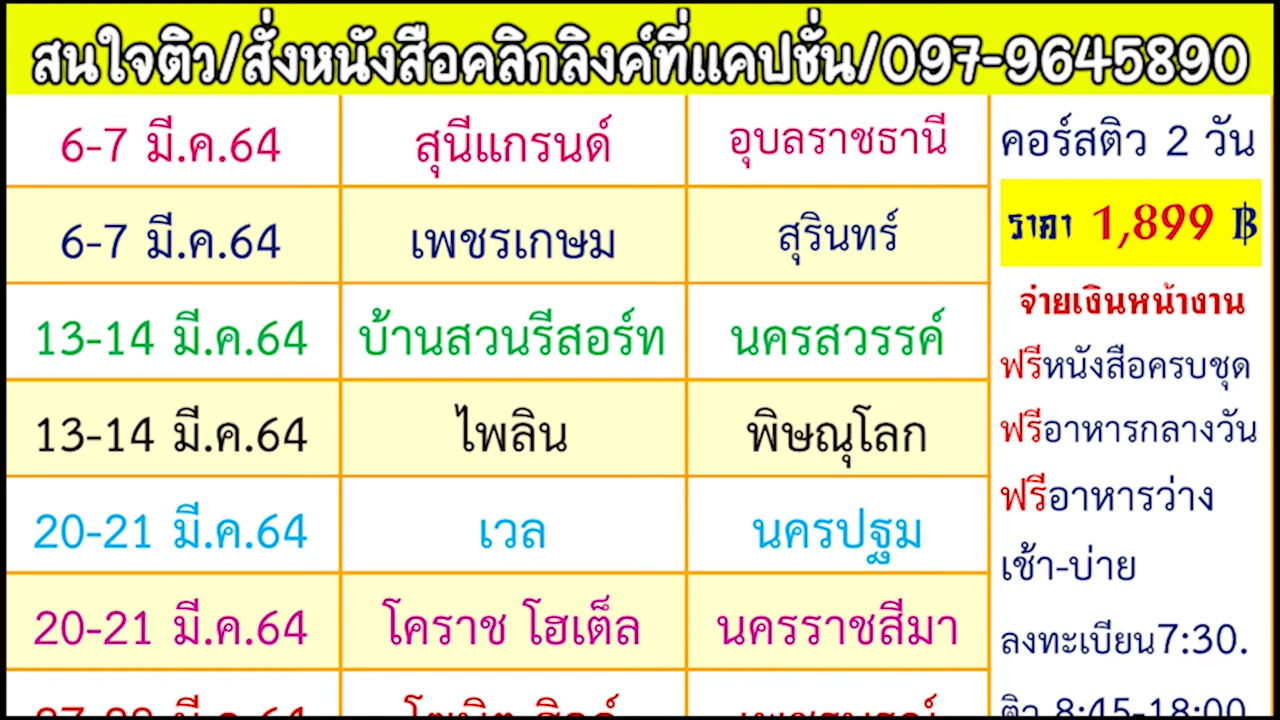 สนใจติว/สั่งหนังสือคลิกลิงค์ที่แคปชั่น/097-9645890
6-7 มี.ค.64 สุนีแกรนด์ อุบลราชธานี
6-7 มี.ค.64 เพชรเกษม สุรินทร์
13-14 มี.ค.64 บ้านสวนรีสอร์ท นครสวรรค์
13-14 มี.ค.64 ไพลิน พิษณุโลก
20-21 มี.ค.64 เวล นครปฐม
20-21 มี.ค.64 โคราช โฮเต็ล นครราชสีมา
คอร์สติว 2 วัน
ราคา 1,899 ฿
จ่ายเงินหน้างาน
ฟรีหนังสือครบชุด
ฟรีอาหารกลางวัน
ฟรีอาหารว่าง
เช้า-บ่าย
ลงทะเบียน7:30.
ติว 8:45-18:00